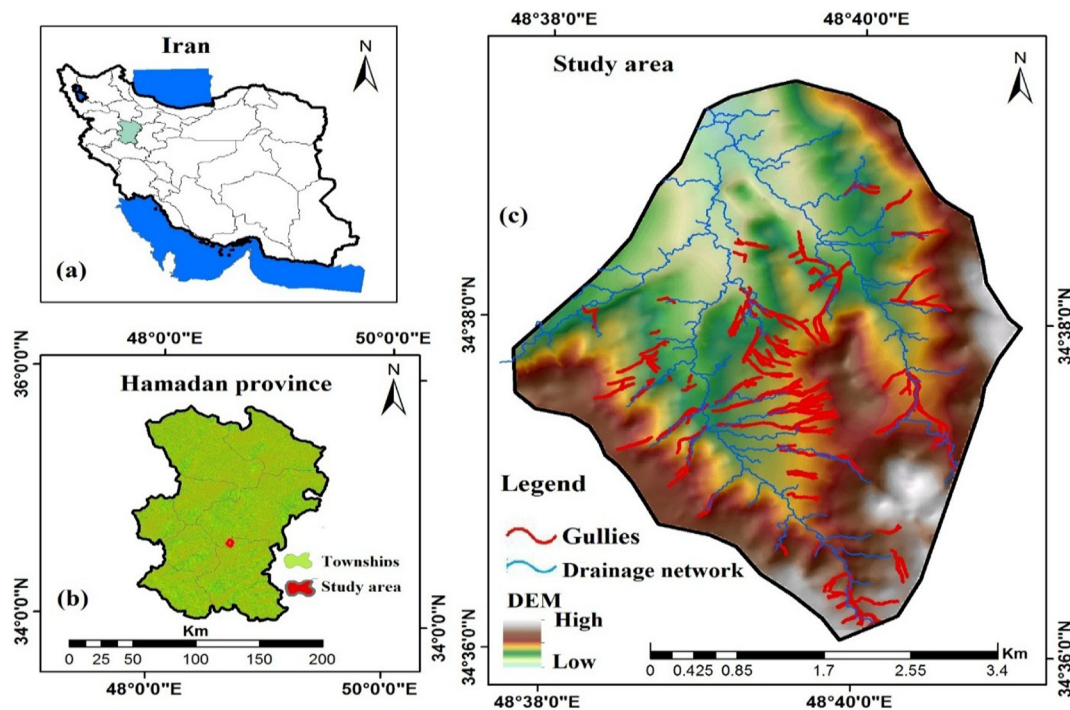 Iran
N
(a)
48°0'0"E
50°0'0"E
36°0'0"N
34°0'0"N
Hamadan province
N
Townships
Study area
(b)
Km
0 25 50 100 150 200
48°0'0"E
50°0'0"E
34°0'0"N
48°38'0"E
48°40'0"E
Study area
N
(c)
34°38'0"N
34°38'0"N
Legend
Gullies
Drainage network
DEM
High
Low
Km
0 0.425 0.85 1.7 2.55 3.4
34°36'0"N
34°36'0"N
48°38'0"E
48°40'0"E